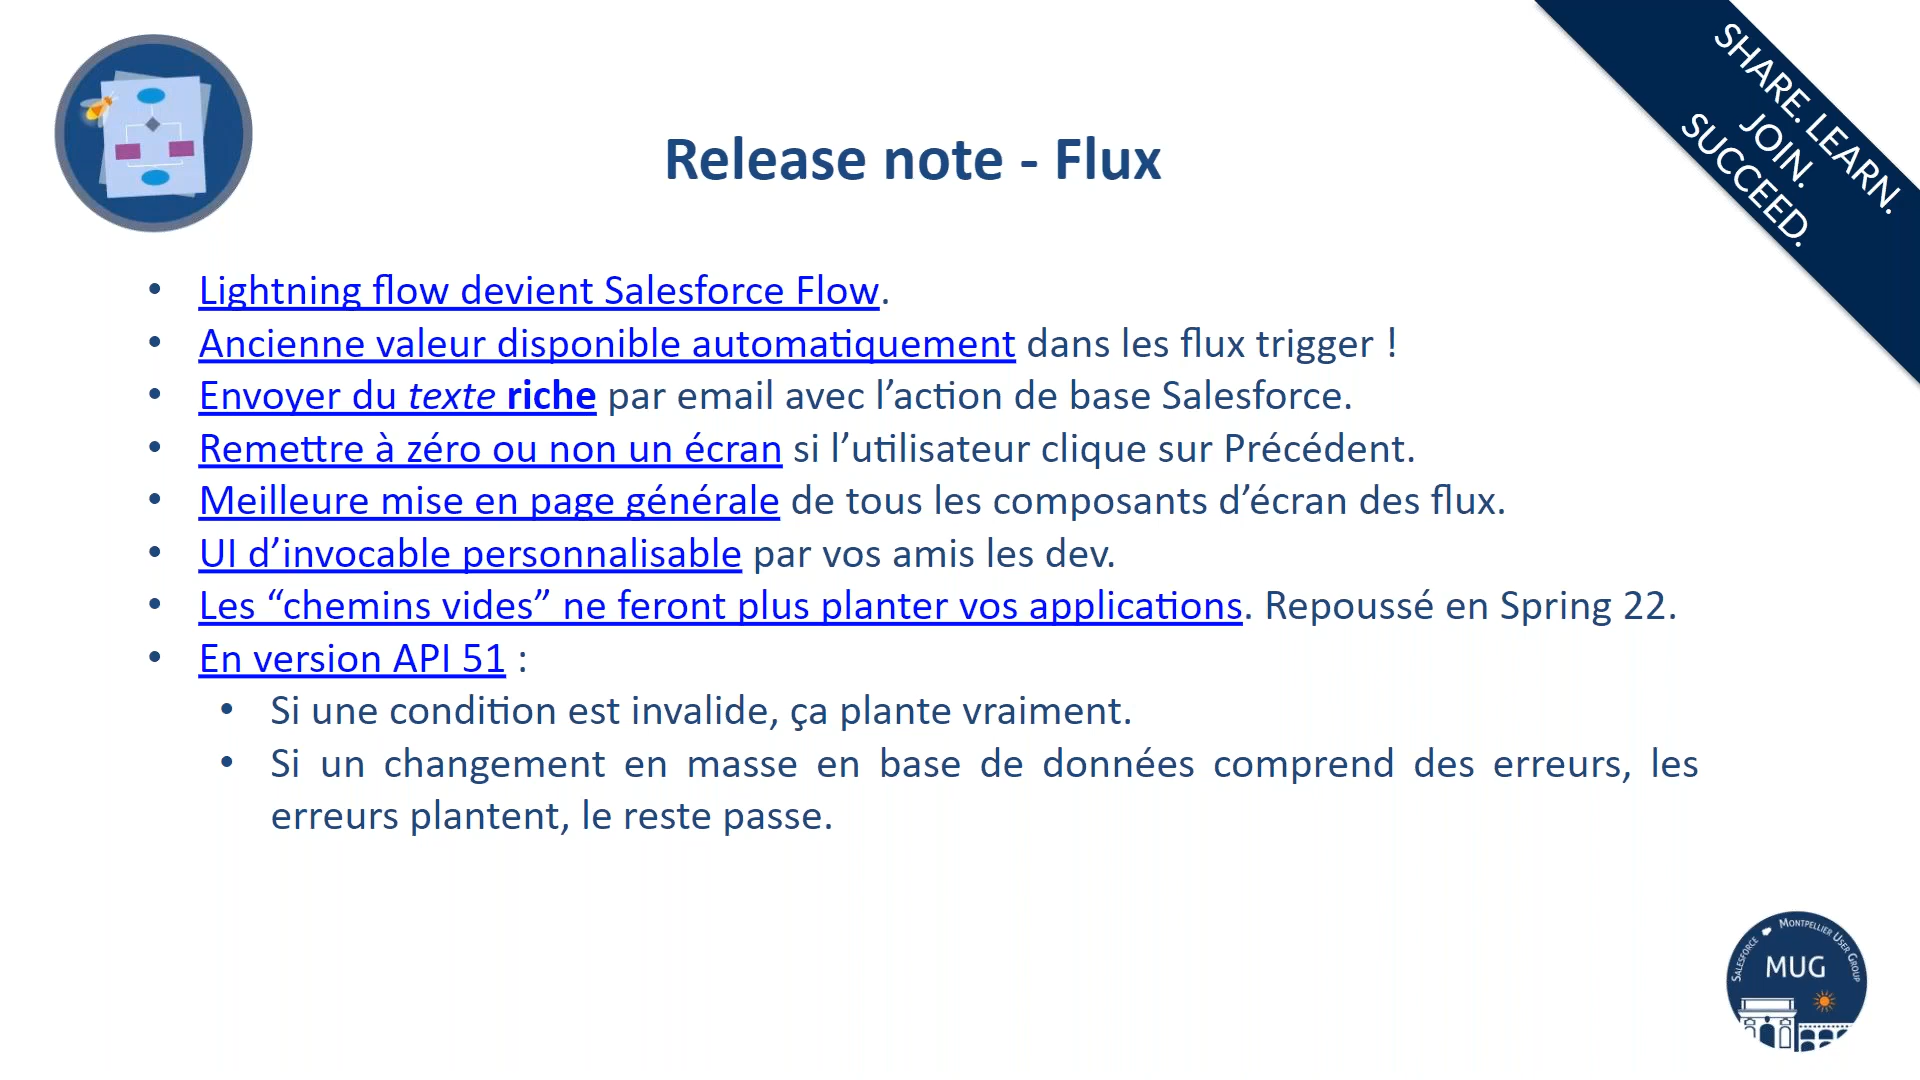 SHARE. LEARN.
JOIN.
SUCCEED.
Release note - Flux
• Lightning flow devient Salesforce Flow.
• Ancienne valeur disponible automatiquement dans les flux trigger !
• Envoyer du texte riche par email avec l’action de base Salesforce.
• Remettre à zéro ou non un écran si l’utilisateur clique sur Précédent.
• Meilleure mise en page générale de tous les composants d’écran des flux.
• UI d’invocable personnalisable par vos amis les dev.
• Les “chemins vides” ne feront plus planter vos applications. Repoussé en Spring 22.
• En version API 51 :
• Si une condition est invalide, ça plante vraiment.
• Si un changement en masse en base de données comprend des erreurs, les
erreurs plantent, le reste passe.
SALESFORCE MONTPELLIER USER GROUP
MUG